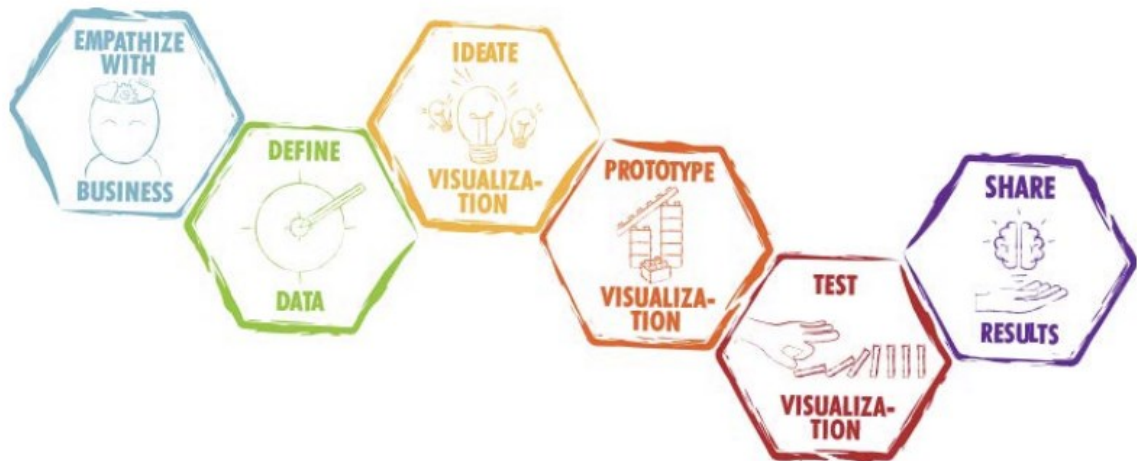 EMPATHIZE
WITH
BUSINESS
DEFINE
DATA
IDEATE
VISUALIZA-
TION
PROTOTYPE
VISUALIZA-
TION
TEST
VISUALIZA-
TION
SHARE
RESULTS